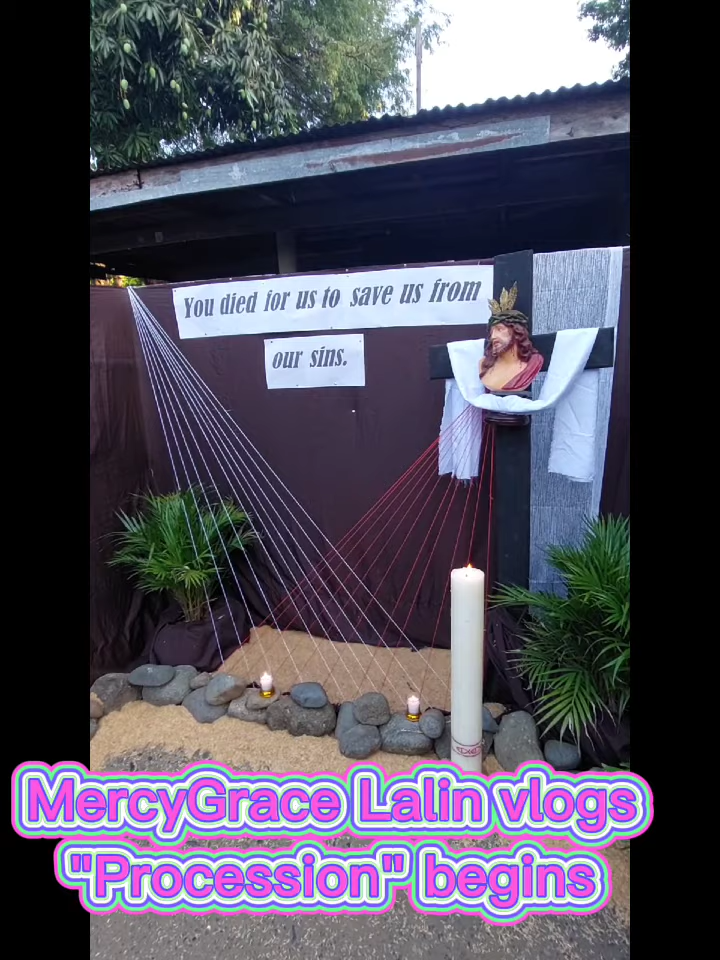 You died for us to save us from
our sins.
MercyGrace Lalin vlogs
"Procession" begins